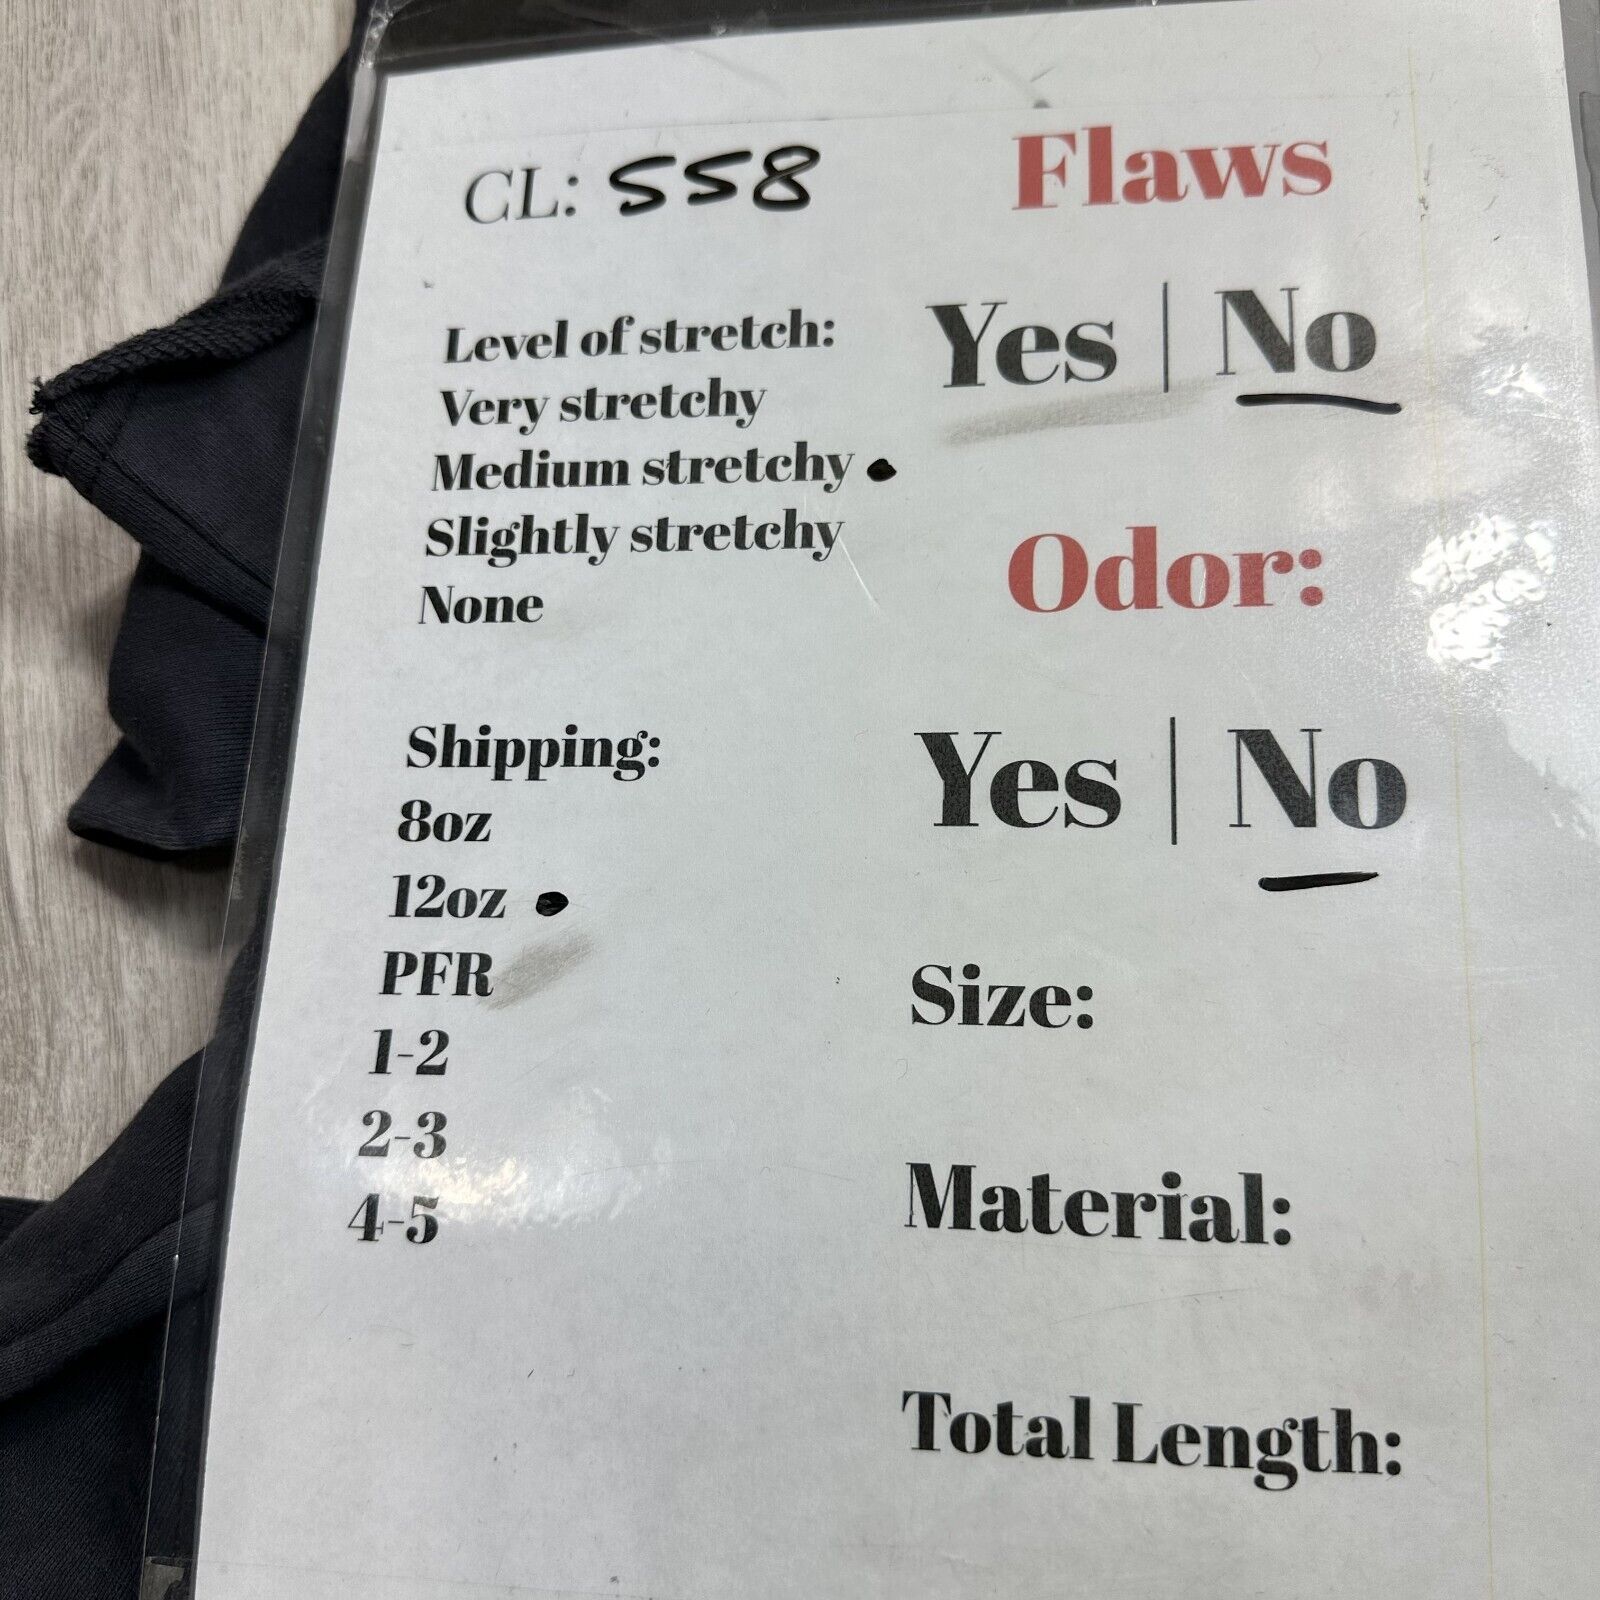 CL: 558
Level of stretch:
Very stretchy
Medium stretchy
Slightly stretchy
None
Shipping:
8oz
12oz
PFR
1-2
2-3
4-5
Flaws
Yes | No
Odor:
Yes | No
Size:
Material:
Total Length: